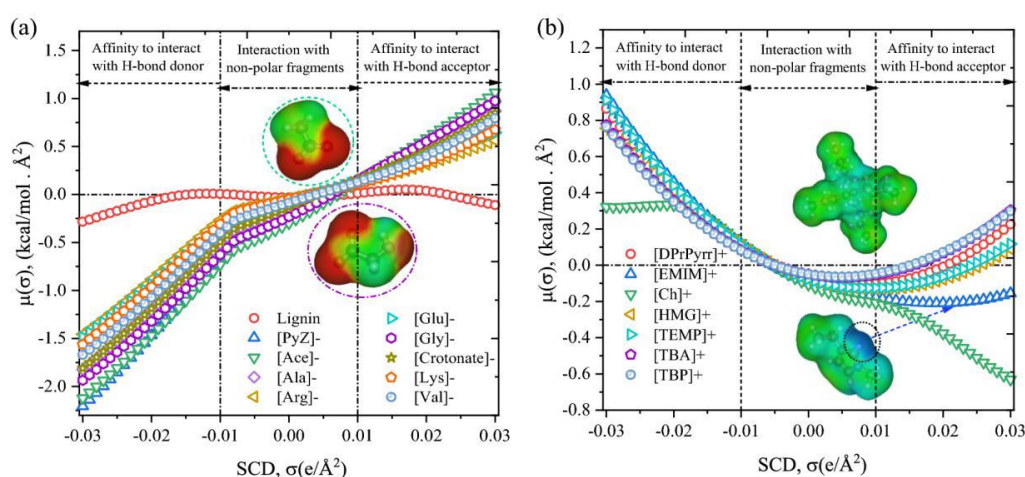 (a)
Affinity to interact
with H-bond donor
Interaction with
non-polar fragments
Affinity to interact
with H-bond acceptor
1.5
1.0
0.5
0.0
-0.5
-1.0
-1.5
-2.0
μ(σ), (kcal/mol . Å²)
Lignin
[PyZ]-
[Ace]-
[Ala]-
[Arg]-
[Glu]-
[Gly]-
[Crotonate]-
[Lys]-
[Val]-
-0.03 -0.02 -0.01 0.00 0.01 0.02 0.03
SCD, σ(e/Å²)
(b)
Affinity to interact
with H-bond donor
Interaction with
non-polar fragments
Affinity to interact
with H-bond acceptor
1.2
1.0
0.8
0.6
0.4
0.2
0.0
-0.2
-0.4
-0.6
-0.8
μ(σ), (kcal/mol . Å²)
[DPrPyrr]+
[EMIM]+
[Ch]+
[HMG]+
[TEMP]+
[TBA]+
[TBP]+
-0.03 -0.02 -0.01 0.00 0.01 0.02 0.03
SCD, σ(e/Å²)